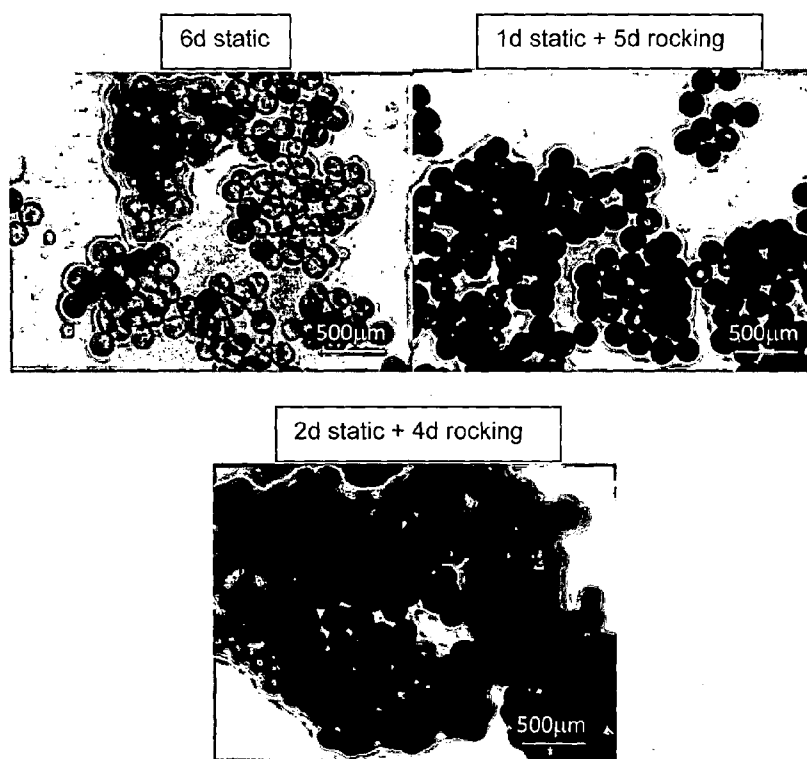 6d static
1d static + 5d rocking
500μm
500μm
2d static + 4d rocking
500μm